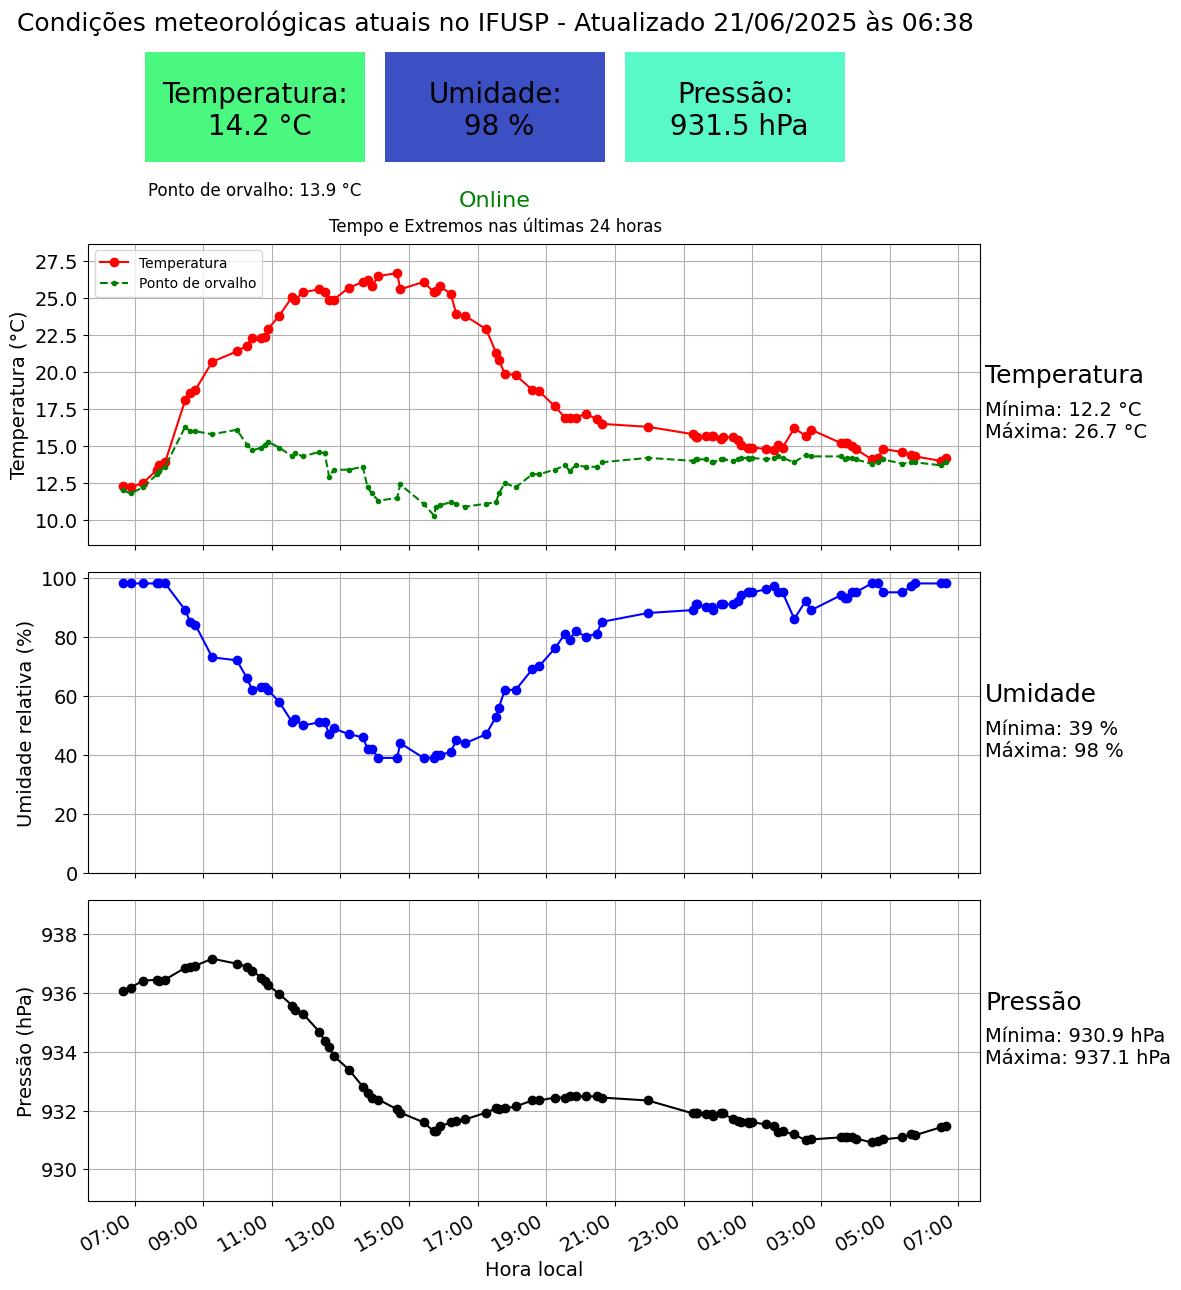 Condições meteorológicas atuais no IFUSP - Atualizado 21/06/2025 às 06:38
Temperatura:
14.2 °C
Umidade:
98 %
Pressão:
931.5 hPa
Ponto de orvalho: 13.9 °C
Online
Tempo e Extremos nas últimas 24 horas
Temperatura (°C)
27.5
25.0
22.5
20.0
17.5
15.0
12.5
10.0
Temperatura
Ponto de orvalho
Temperatura
Mínima: 12.2 °C
Máxima: 26.7 °C
Umidade relativa (%)
100
80
60
40
20
0
Umidade
Mínima: 39 %
Máxima: 98 %
Pressão (hPa)
938
936
934
932
930
Pressão
Mínima: 930.9 hPa
Máxima: 937.1 hPa
07:00 09:00 11:00 13:00 15:00 17:00 19:00 21:00 23:00 01:00 03:00 05:00 07:00
Hora local